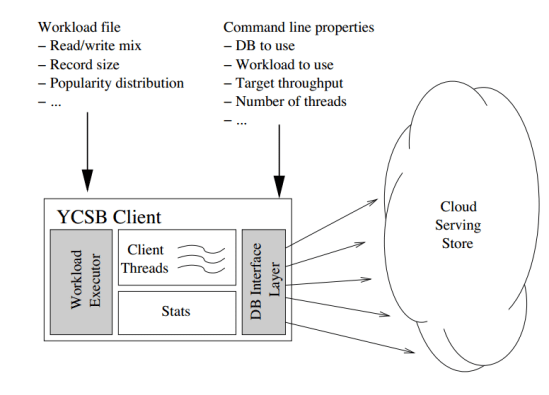 Workload file
– Read/write mix
– Record size
– Popularity distribution
– ...
Command line properties
– DB to use
– Workload to use
– Target throughput
– Number of threads
– ...
YCSB Client
Workload
Executor
Client
Threads
Stats
DB Interface
Layer
Cloud
Serving
Store